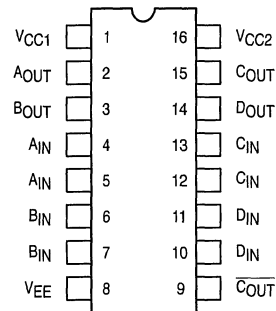 VCC1 1 16 VCC2
AOUT 2 15 COUT
BOUT 3 14 DOUT
AIN 4 13 CIN
AIN 5 12 CIN
BIN 6 11 DIN
BIN 7 10 DIN
VEE 8 9 C̅O̅U̅T̅